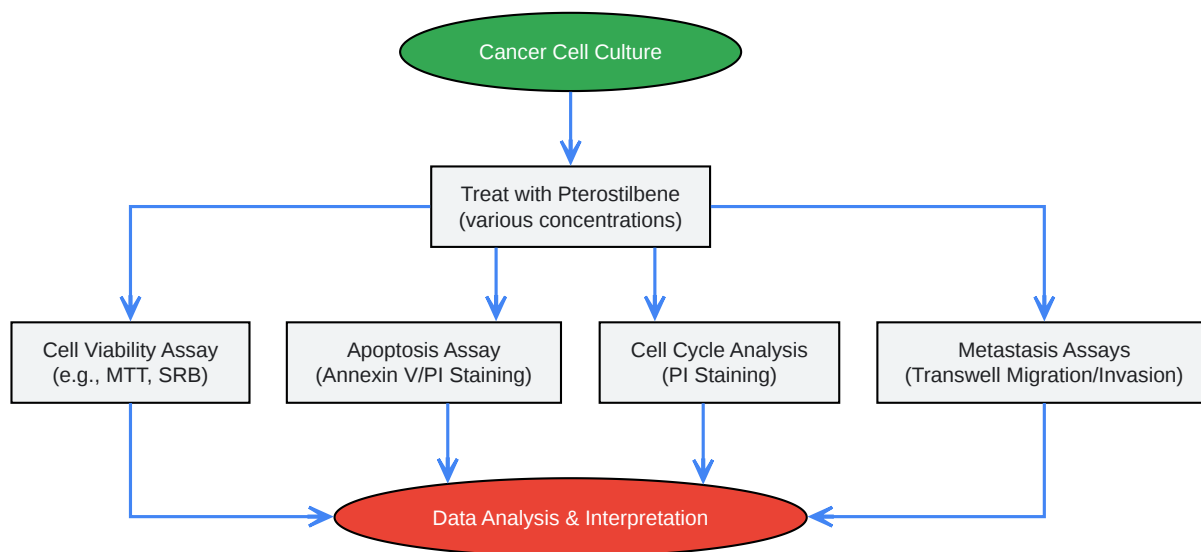 Cancer Cell Culture
Treat with Pterostilbene
(various concentrations)
Cell Viability Assay
(e.g., MTT, SRB)
Apoptosis Assay
(Annexin V/PI Staining)
Cell Cycle Analysis
(PI Staining)
Metastasis Assays
(Transwell Migration/Invasion)
Data Analysis & Interpretation